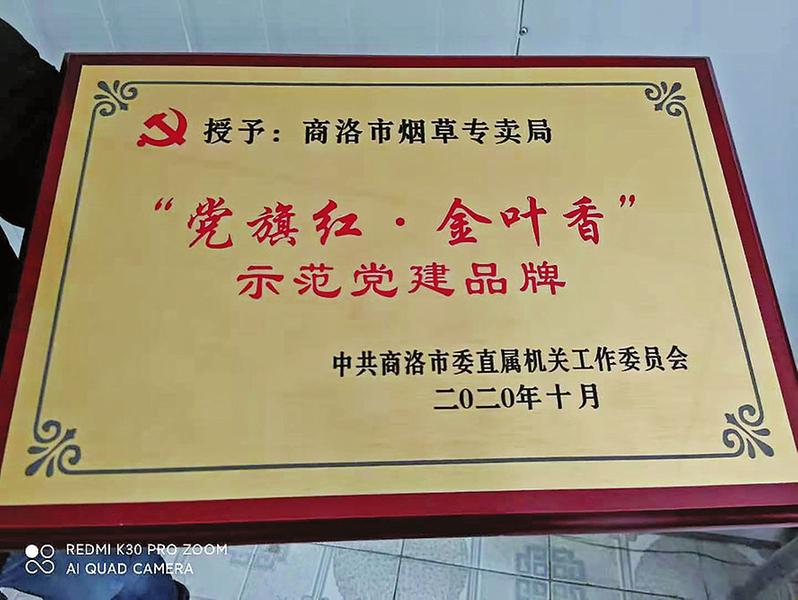 授予：商洛市烟草专卖局
“党旗红·金叶香”
示范党建品牌
中共商洛市委直属机关工作委员会
二0二0年十月
REDMI K30 PRO ZOOM
AI QUAD CAMERA